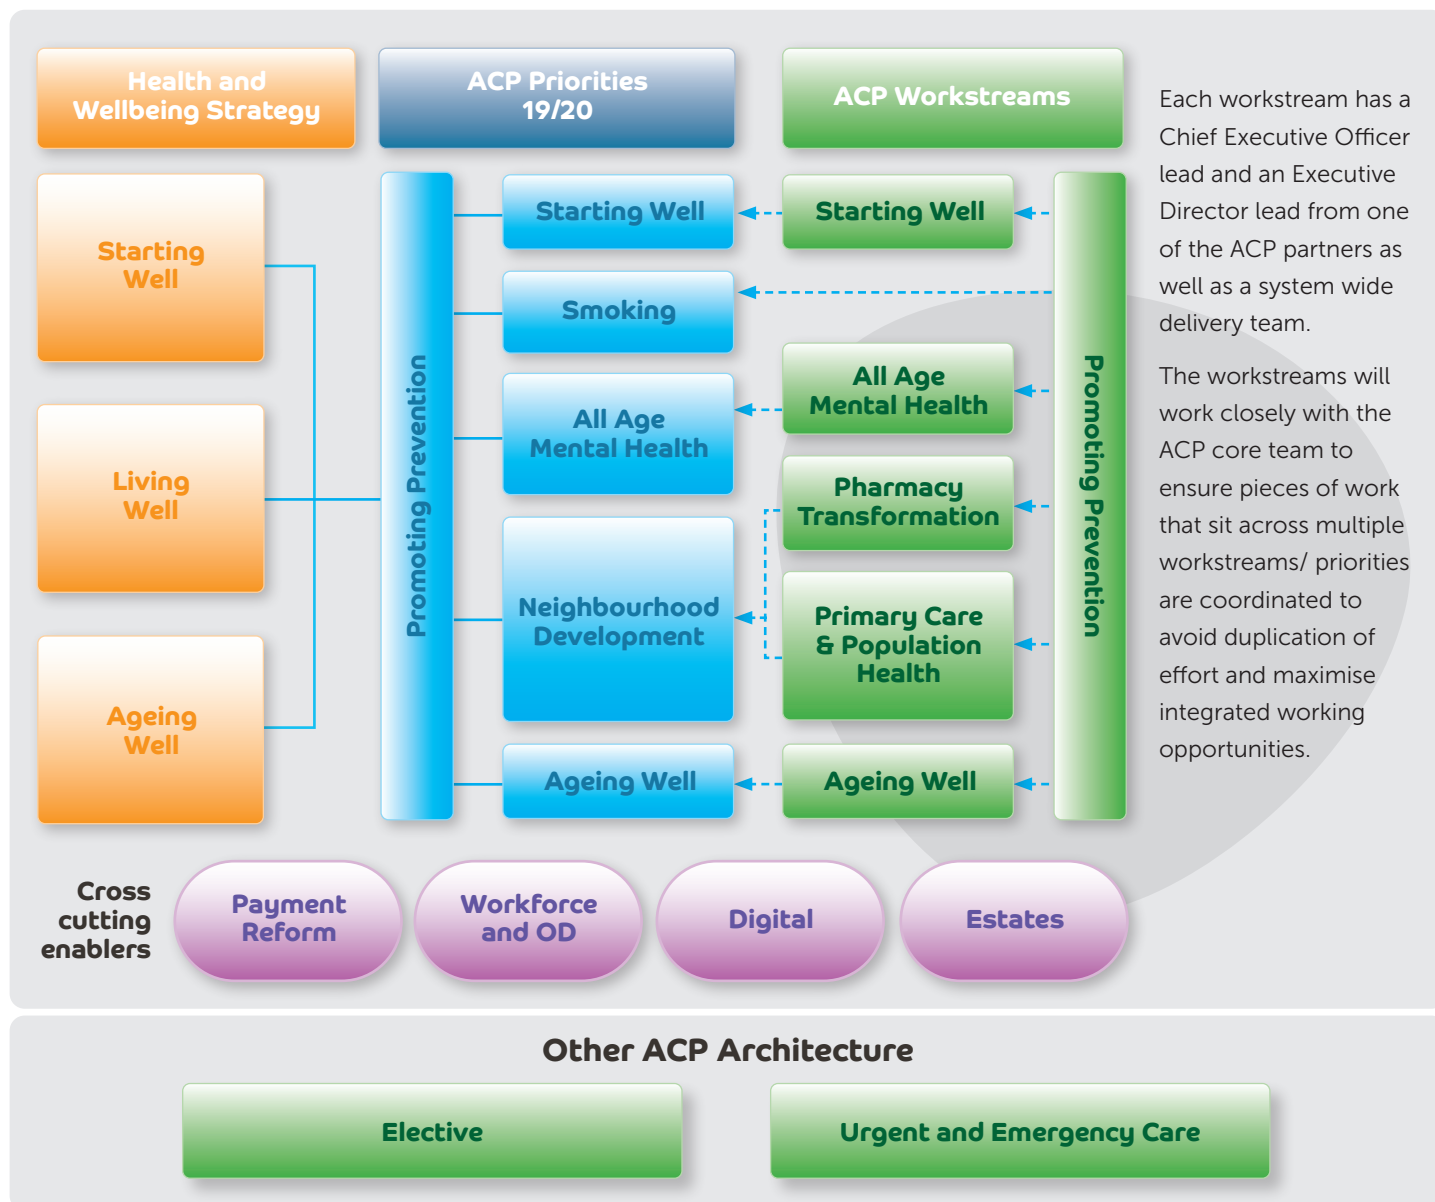 Health and
Wellbeing Strategy
ACP Priorities
19/20
ACP Workstreams
Starting
Well
Living
Well
Ageing
Well
Promoting Prevention
Starting Well
Smoking
All Age
Mental Health
Neighbourhood
Development
Ageing Well
Starting Well
All Age
Mental Health
Pharmacy
Transformation
Primary Care
& Population
Health
Ageing Well
Promoting Prevention
Each workstream has a
Chief Executive Officer
lead and an Executive
Director lead from one
of the ACP partners as
well as a system wide
delivery team.
The workstreams will
work closely with the
ACP core team to
ensure pieces of work
that sit across multiple
workstreams/ priorities
are coordinated to
avoid duplication of
effort and maximise
integrated working
opportunities.
Cross
cutting
enablers
Payment
Reform
Workforce
and OD
Digital
Estates
Other ACP Architecture
Elective
Urgent and Emergency Care